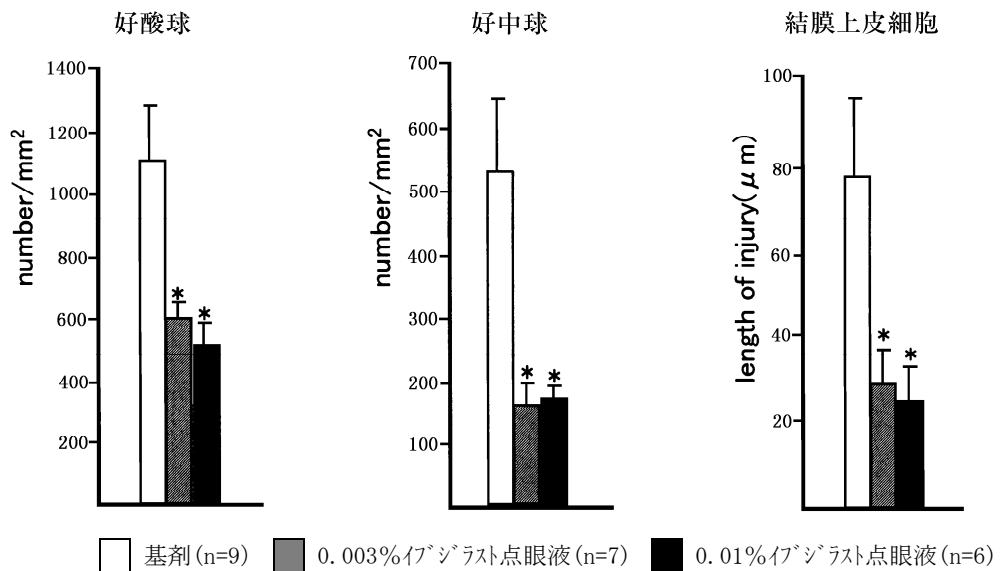 好酸球
number/mm²
1400
1200
1000
800
600
400
200
*
*
好中球
number/mm²
700
600
500
400
300
200
100
*
*
結膜上皮細胞
length of injury(μm)
100
80
60
40
20
*
*
基剤(n=9)
0.003%ｲﾌﾞｼﾞﾗｽﾄ点眼液(n=7)
0.01%ｲﾌﾞｼﾞﾗｽﾄ点眼液(n=6)